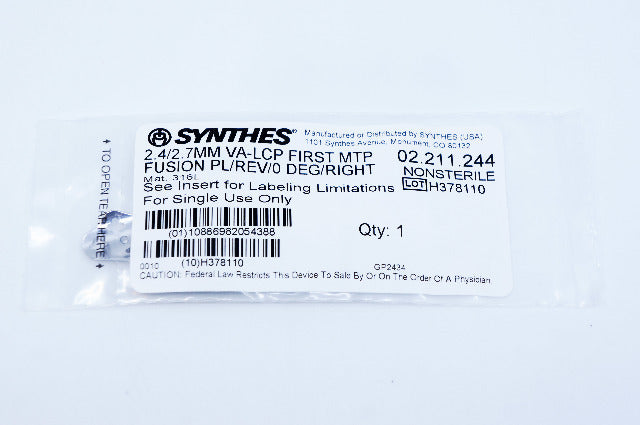 SYNTHES®
Manufactured or Distributed by SYNTHES (USA)
1101 Synthes Avenue, Monument, CO 80132
2.4/2.7MM VA-LCP FIRST MTP
FUSION PL/REV/0 DEG/RIGHT
02.211.244
NONSTERILE
LOT H378110
Mat. 316L
See Insert for Labeling Limitations
For Single Use Only
(01)10886982054388
Qty: 1
(10)H378110
0010
GP2434
CAUTION: Federal Law Restricts This Device To Sale By Or On The Order Of A Physician.
TO OPEN TEAR HERE